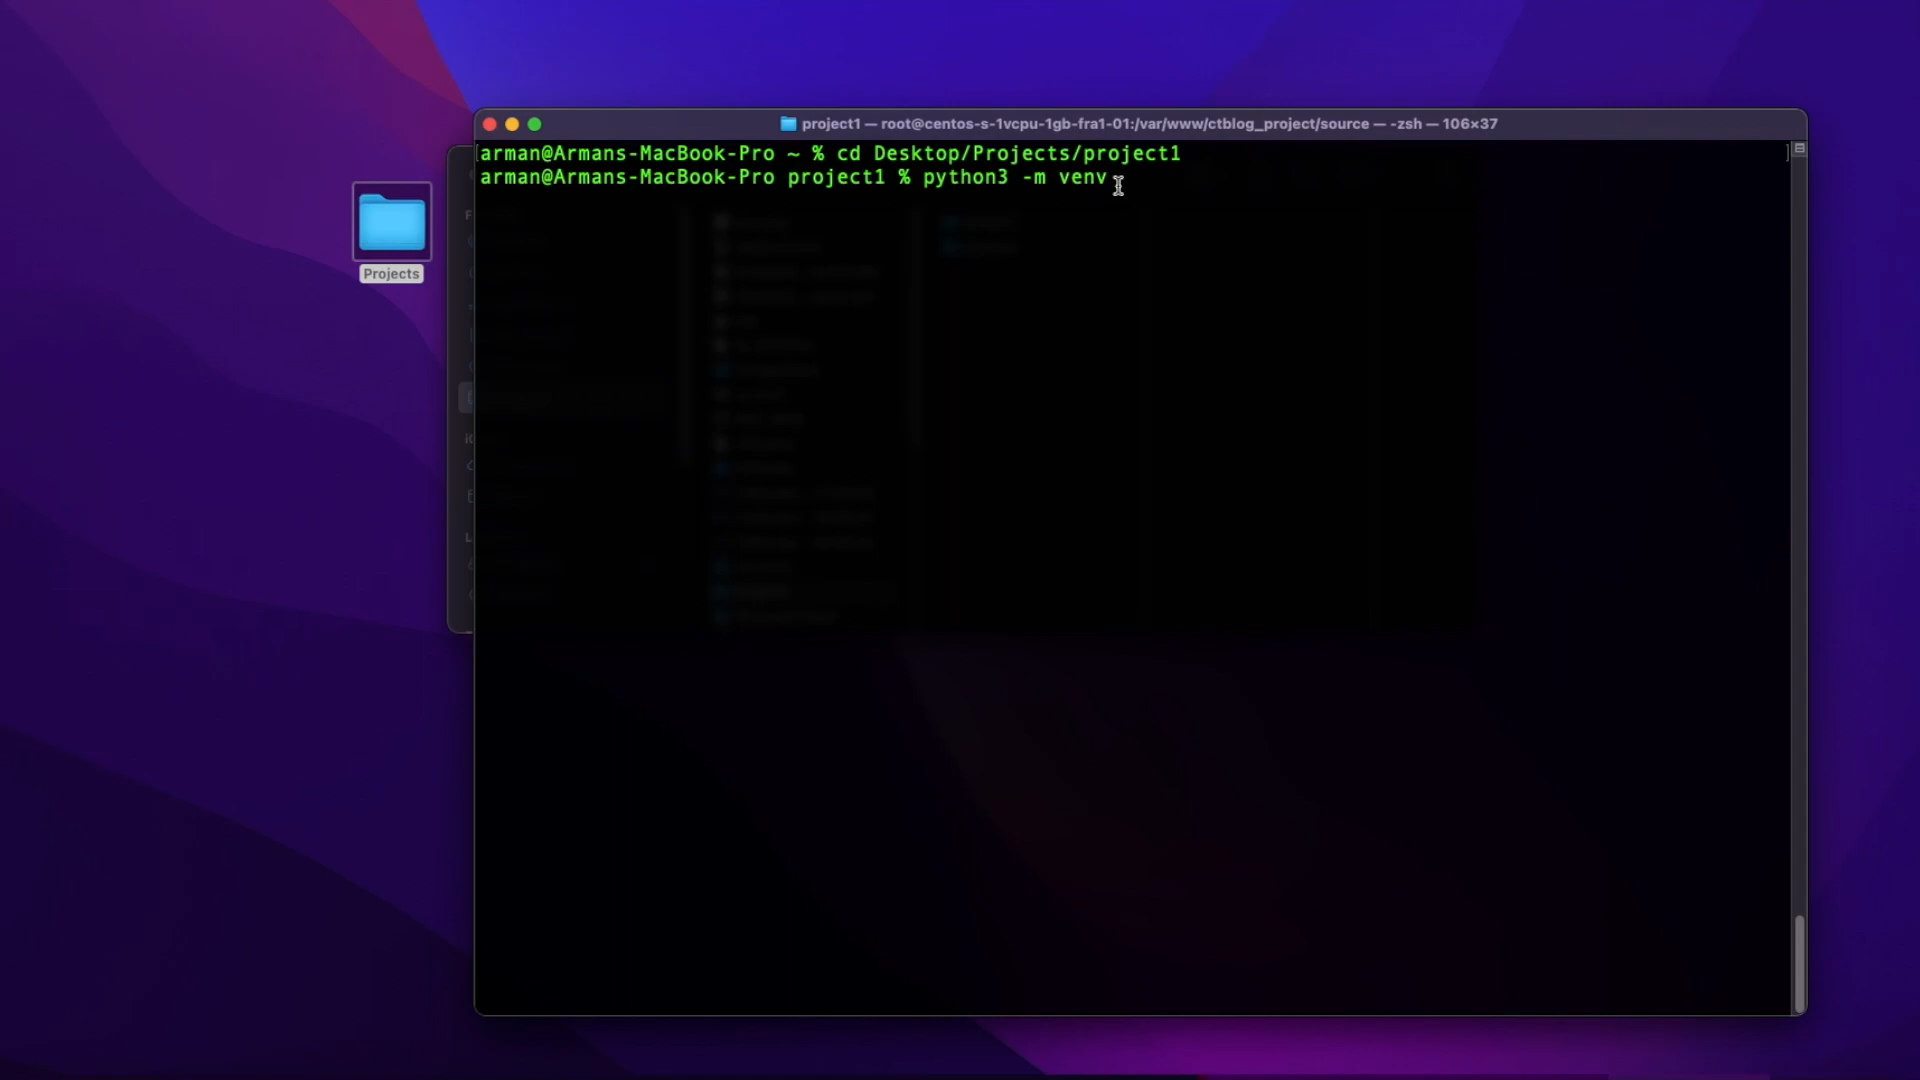 project1 — root@centos-s-1vcpu-1gb-fra1-01:/var/www/ctblog_project/source — -zsh — 106×37
arman@Armans-MacBook-Pro ~ % cd Desktop/Projects/project1
arman@Armans-MacBook-Pro project1 % python3 -m venv
Projects